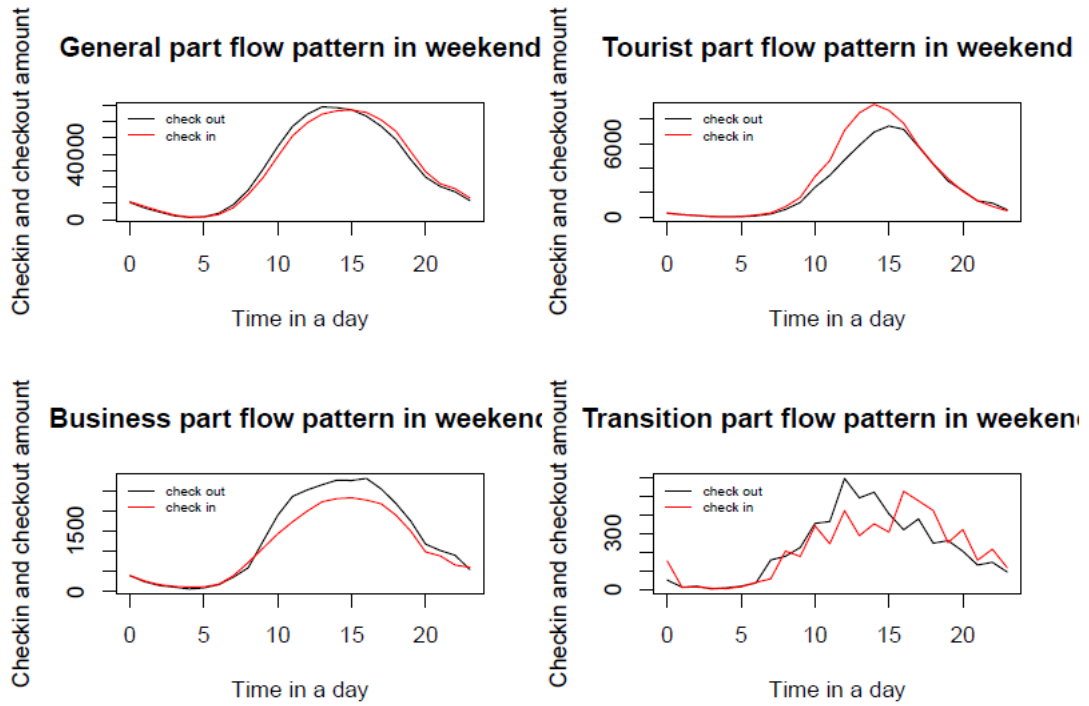 General part flow pattern in weekend
Checkin and checkout amount
40000
0
check out
check in
0 5 10 15 20
Time in a day
Tourist part flow pattern in weekend
Checkin and checkout amount
6000
0
check out
check in
0 5 10 15 20
Time in a day
Business part flow pattern in weekend
Checkin and checkout amount
1500
0
check out
check in
0 5 10 15 20
Time in a day
Transition part flow pattern in weeken
Checkin and checkout amount
300
0
check out
check in
0 5 10 15 20
Time in a day